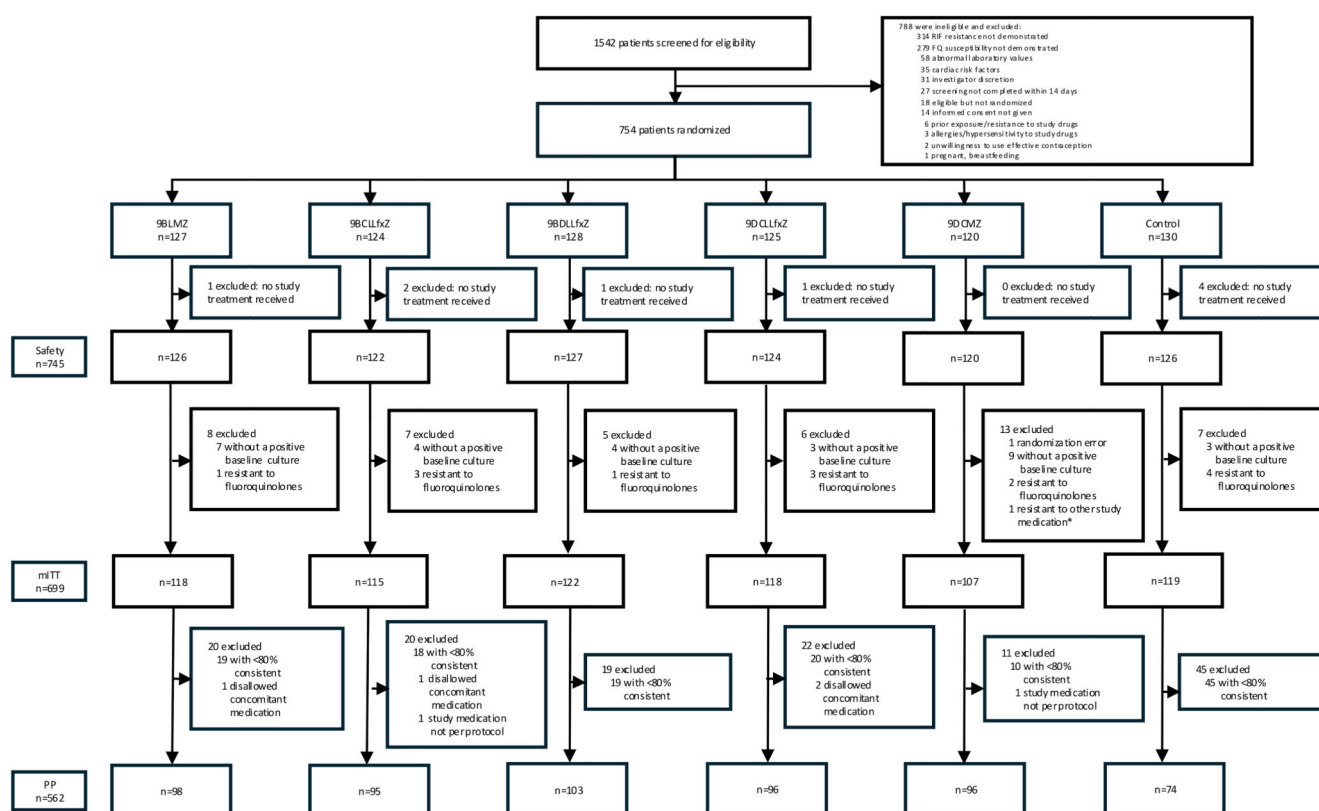 1542 patients screened for eligibility
788 were ineligible and excluded:
314 RIF resistance not demonstrated
279 FQ susceptibility not demonstrated
58 abnormal laboratory values
35 cardiac risk factors
31 investigator discretion
27 screening not completed within 14 days
18 eligible but not randomized
14 informed consent not given
6 prior exposure/resistance to study drugs
3 allergies/hypersensitivity to study drugs
2 unwillingness to use effective contraception
1 pregnant, breastfeeding
754 patients randomized
9BLMZ
n=127
9BCLLfxZ
n=124
9BDLLfxZ
n=128
9DCLLfxZ
n=125
9DCMZ
n=120
Control
n=130
1 excluded: no study
treatment received
2 excluded: no study
treatment received
1 excluded: no study
treatment received
1 excluded: no study
treatment received
0 excluded: no study
treatment received
4 excluded: no study
treatment received
Safety
n=745
n=126
n=122
n=127
n=124
n=120
n=126
8 excluded
7 without a positive
baseline culture
1 resistant to
fluoroquinolones
7 excluded
4 without a positive
baseline culture
3 resistant to
fluoroquinolones
5 excluded
4 without a positive
baseline culture
1 resistant to
fluoroquinolones
6 excluded
3 without a positive
baseline culture
3 resistant to
fluoroquinolones
13 excluded
1 randomization error
9 without a positive
baseline culture
2 resistant to
fluoroquinolones
1 resistant to other study
medication*
7 excluded
3 without a positive
baseline culture
4 resistant to
fluoroquinolones
mITT
n=699
n=118
n=115
n=122
n=118
n=107
n=119
20 excluded
19 with <80%
consistent
1 disallowed
concomitant
medication
20 excluded
18 with <80%
consistent
1 disallowed
concomitant
medication
1 study medication
not per protocol
19 excluded
19 with <80%
consistent
22 excluded
20 with <80%
consistent
2 disallowed
concomitant
medication
11 excluded
10 with <80%
consistent
1 study medication
not per protocol
45 excluded
45 with <80%
consistent
PP
n=562
n=98
n=95
n=103
n=96
n=96
n=74